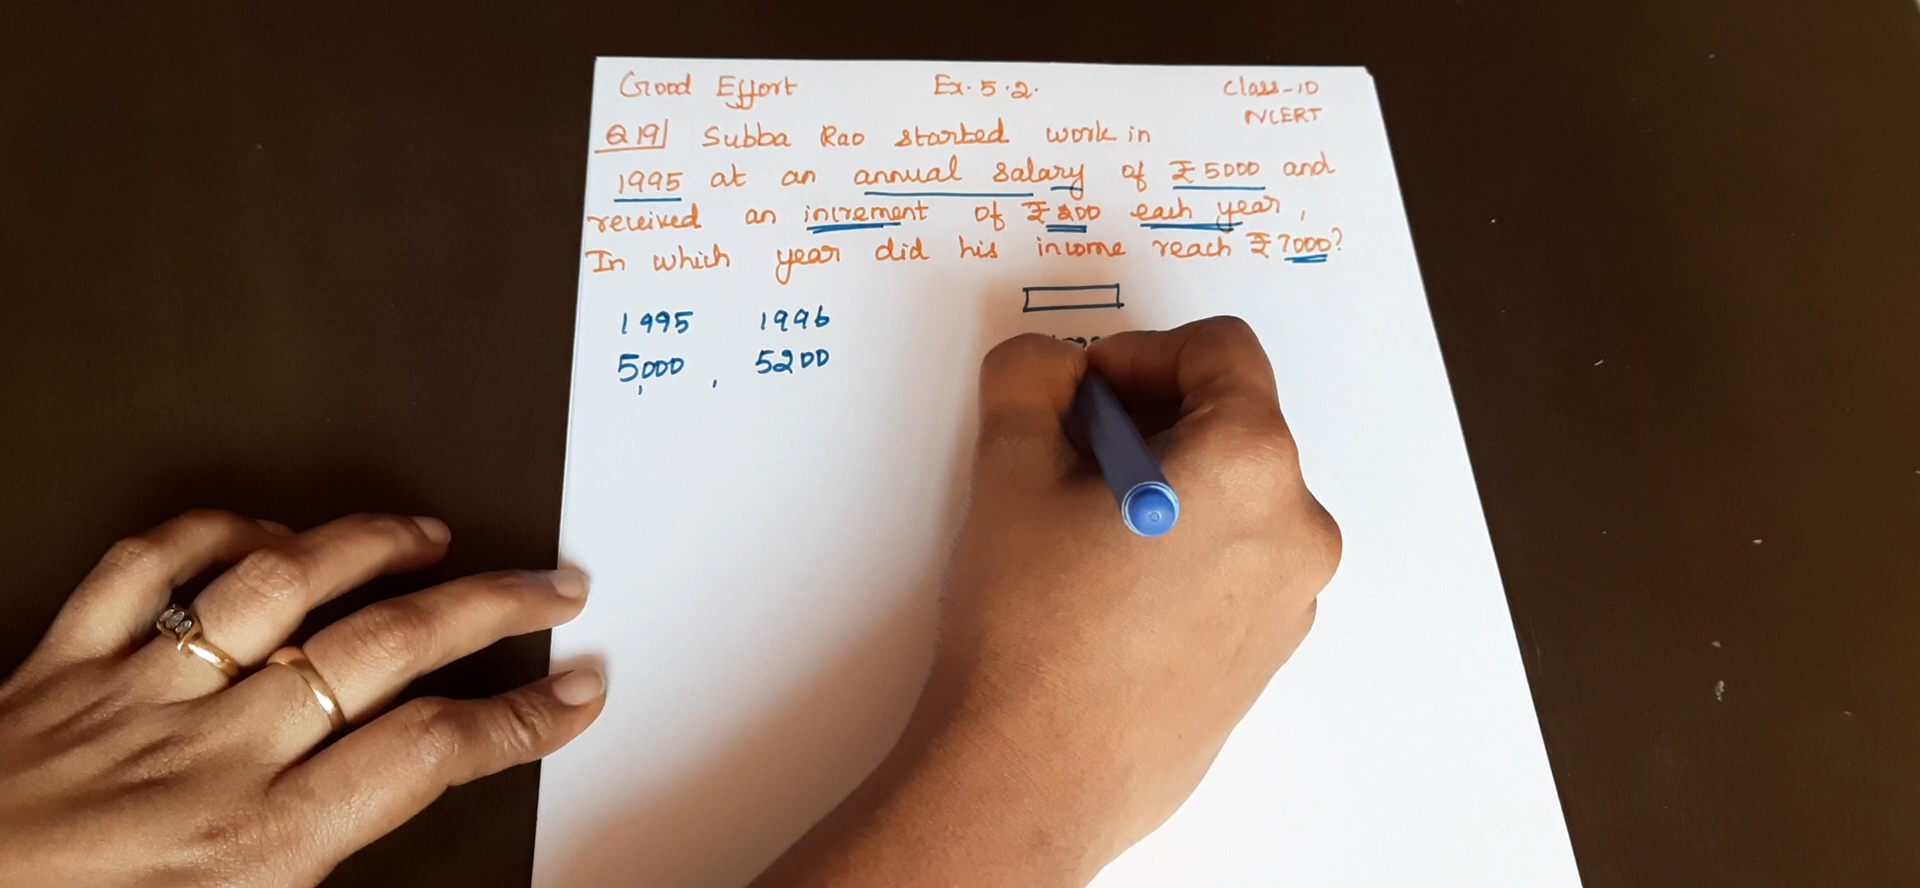 Good Effort Ex. 5.2. Class-10
NCERT
Q 19 Subba Rao started work in
1995 at an annual salary of ₹ 5000 and
received an increment of ₹ 200 each year,
In which year did his income reach ₹ 7000?
1995 1996
5000 , 5200